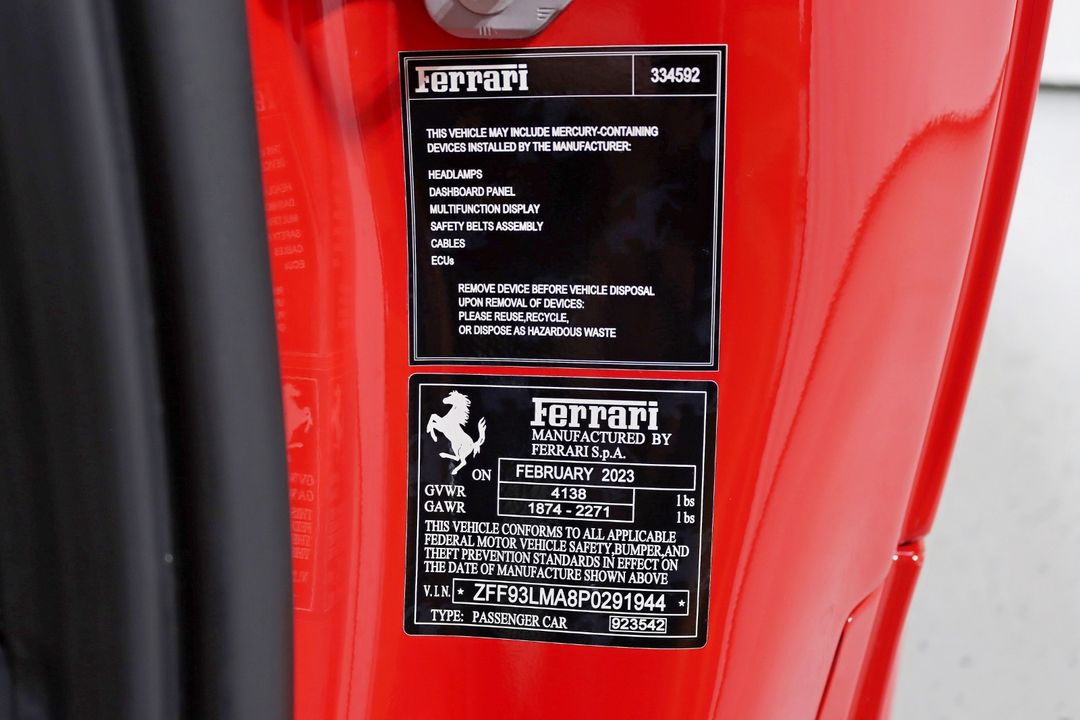 Ferrari 334592
THIS VEHICLE MAY INCLUDE MERCURY-CONTAINING
DEVICES INSTALLED BY THE MANUFACTURER:
HEADLAMPS
DASHBOARD PANEL
MULTIFUNCTION DISPLAY
SAFETY BELTS ASSEMBLY
CABLES
ECUs
REMOVE DEVICE BEFORE VEHICLE DISPOSAL
UPON REMOVAL OF DEVICES:
PLEASE REUSE,RECYCLE,
OR DISPOSE AS HAZARDOUS WASTE
Ferrari
MANUFACTURED BY
FERRARI S.p.A.
ON FEBRUARY 2023
GVWR 4138 lbs
GAWR 1874 - 2271 lbs
THIS VEHICLE CONFORMS TO ALL APPLICABLE
FEDERAL MOTOR VEHICLE SAFETY,BUMPER,AND
THEFT PREVENTION STANDARDS IN EFFECT ON
THE DATE OF MANUFACTURE SHOWN ABOVE
V.I.N. * ZFF93LMA8P0291944 *
TYPE: PASSENGER CAR 923542